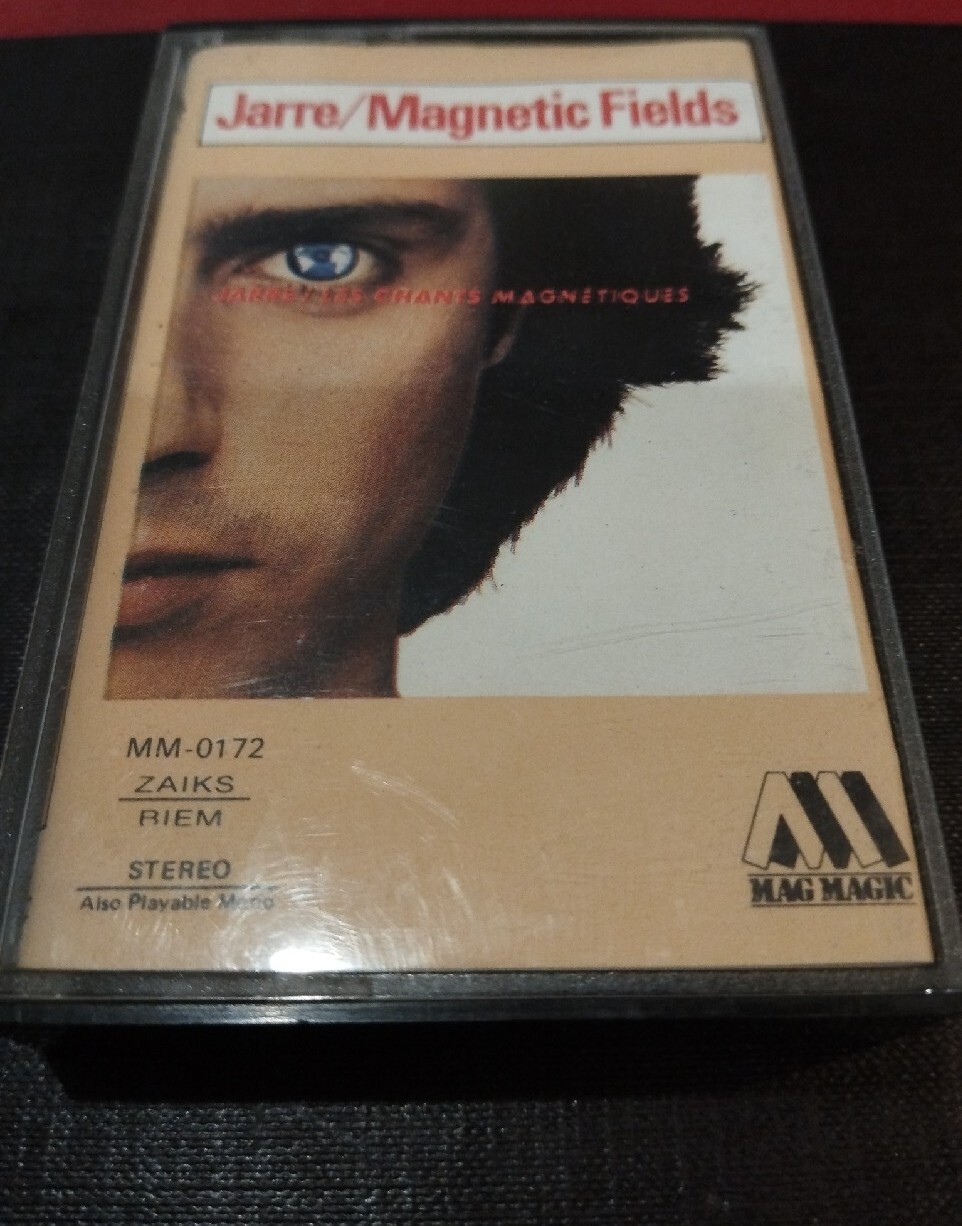 Jarre/Magnetic Fields
JARRE / LES CHANTS MAGNÉTIQUES
MM-0172
ZAIKS
BIEM
STEREO
Also Playable Mono
MAG MAGIC